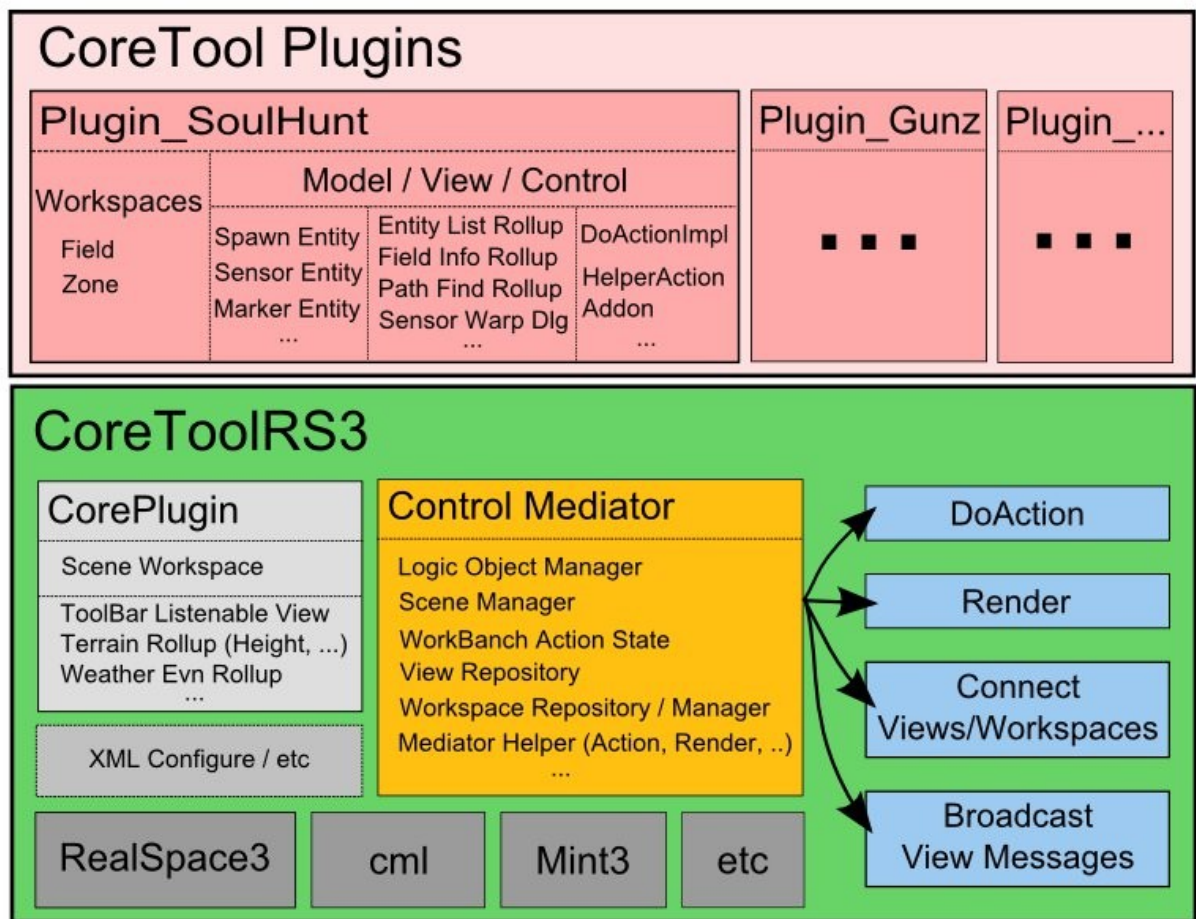 CoreTool Plugins
Plugin_SoulHunt
Workspaces
Field
Zone
Model / View / Control
Spawn Entity
Sensor Entity
Marker Entity
...
Entity List Rollup
Field Info Rollup
Path Find Rollup
Sensor Warp Dlg
...
DoActionImpl
HelperAction
Addon
...
Plugin_Gunz
...
Plugin_...
...
CoreToolRS3
CorePlugin
Scene Workspace
ToolBar Listenable View
Terrain Rollup (Height, ...)
Weather Evn Rollup
...
XML Configure / etc
Control Mediator
Logic Object Manager
Scene Manager
WorkBanch Action State
View Repository
Workspace Repository / Manager
Mediator Helper (Action, Render, ..)
...
DoAction
Render
Connect
Views/Workspaces
Broadcast
View Messages
RealSpace3
cml
Mint3
etc